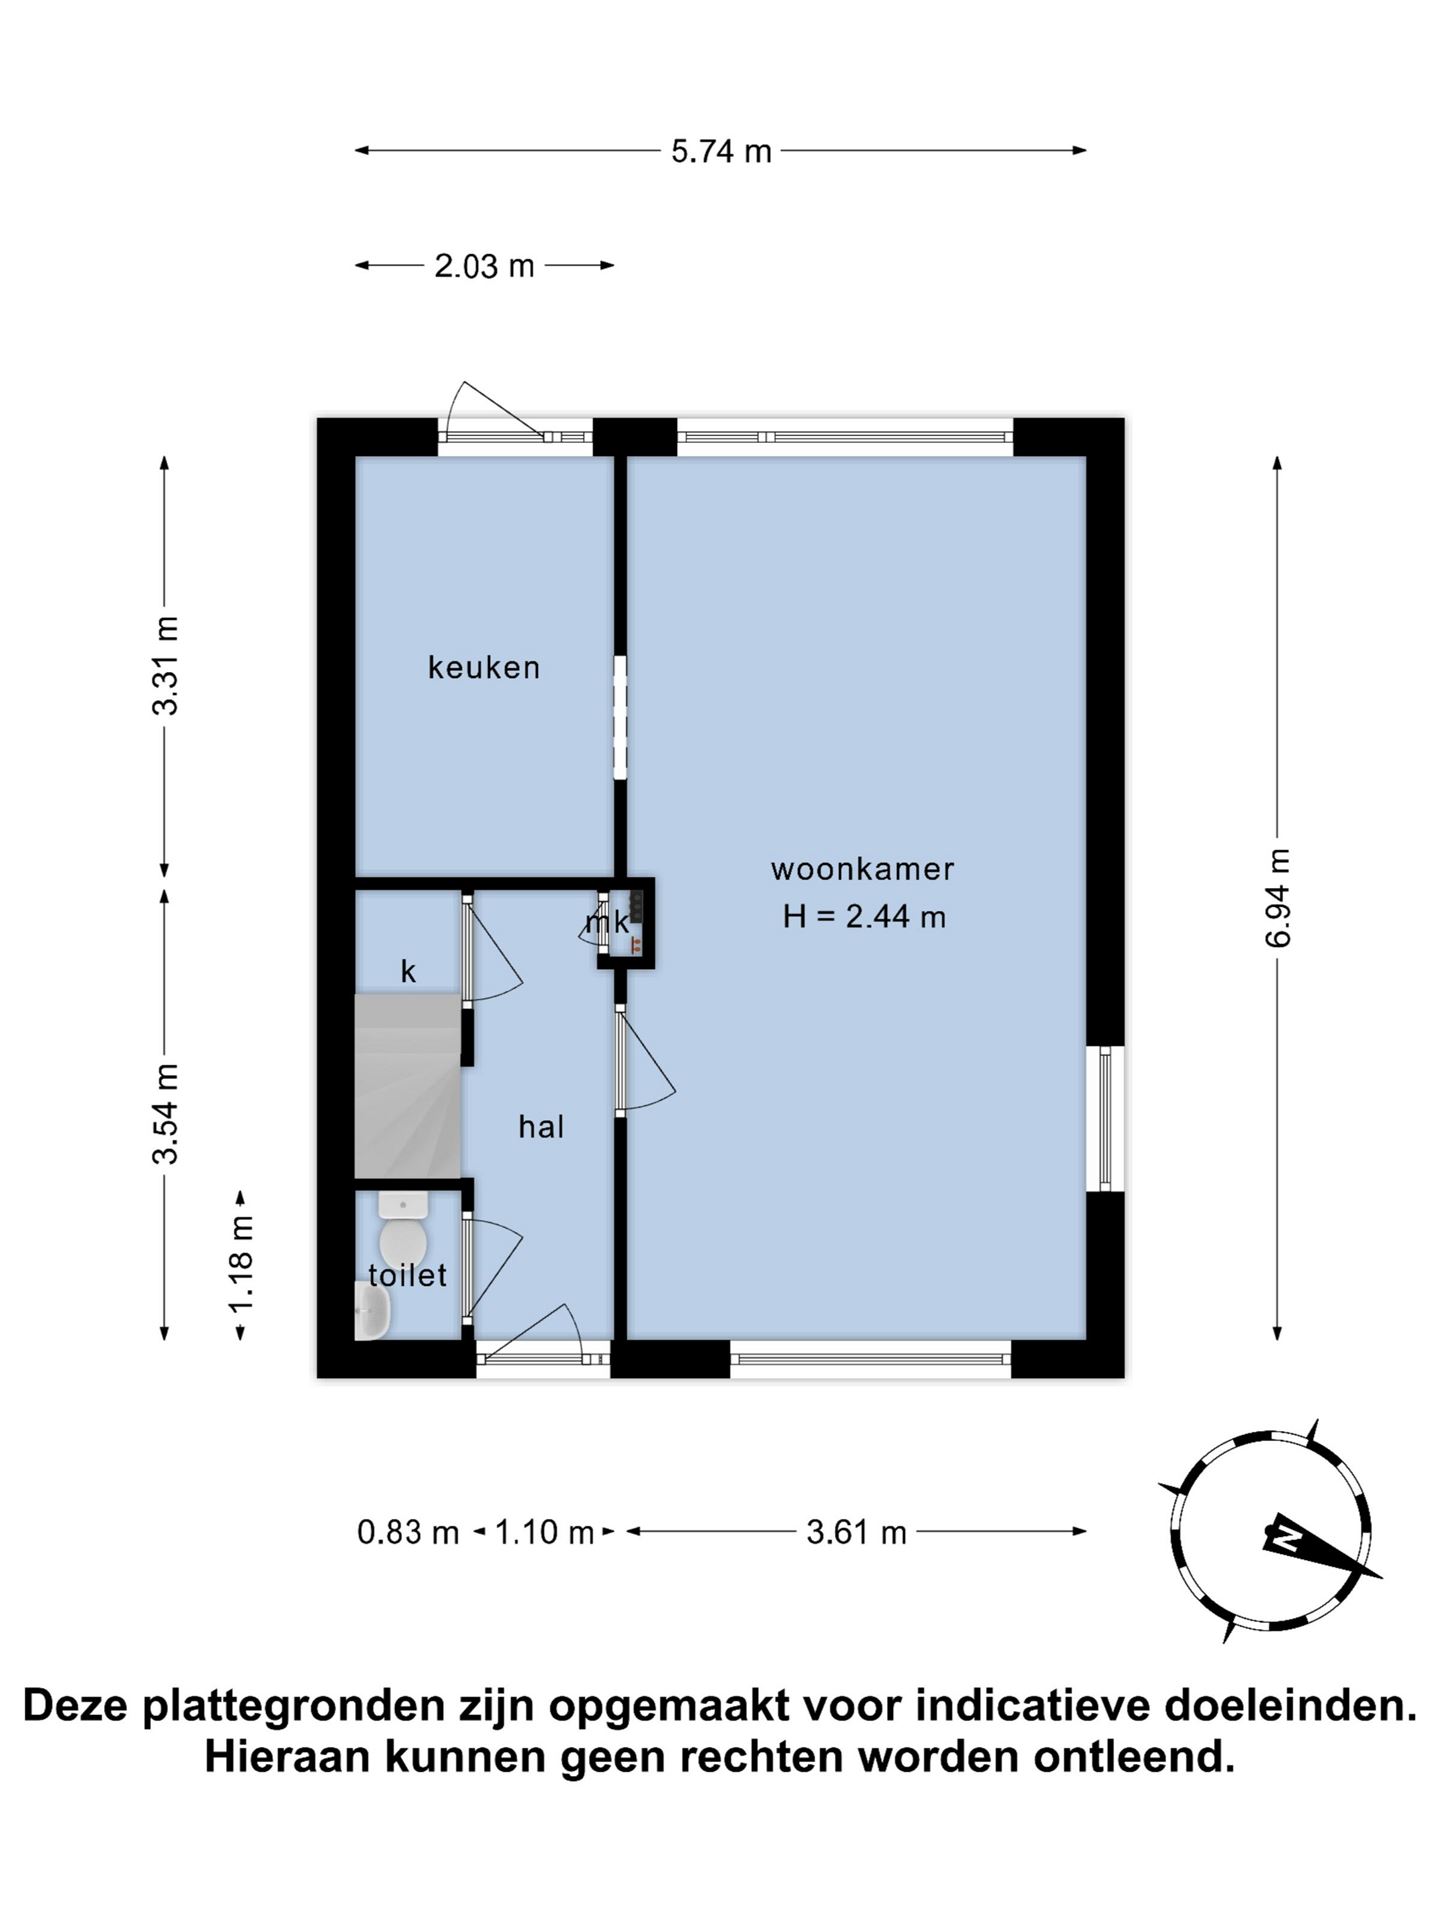 5.74 m
2.03 m
3.31 m
keuken
woonkamer
H = 2.44 m
6.94 m
mk
k
3.54 m
hal
1.18 m
toilet
0.83 m
1.10 m
3.61 m
N
Deze plattegronden zijn opgemaakt voor indicatieve doeleinden.
Hieraan kunnen geen rechten worden ontleend.